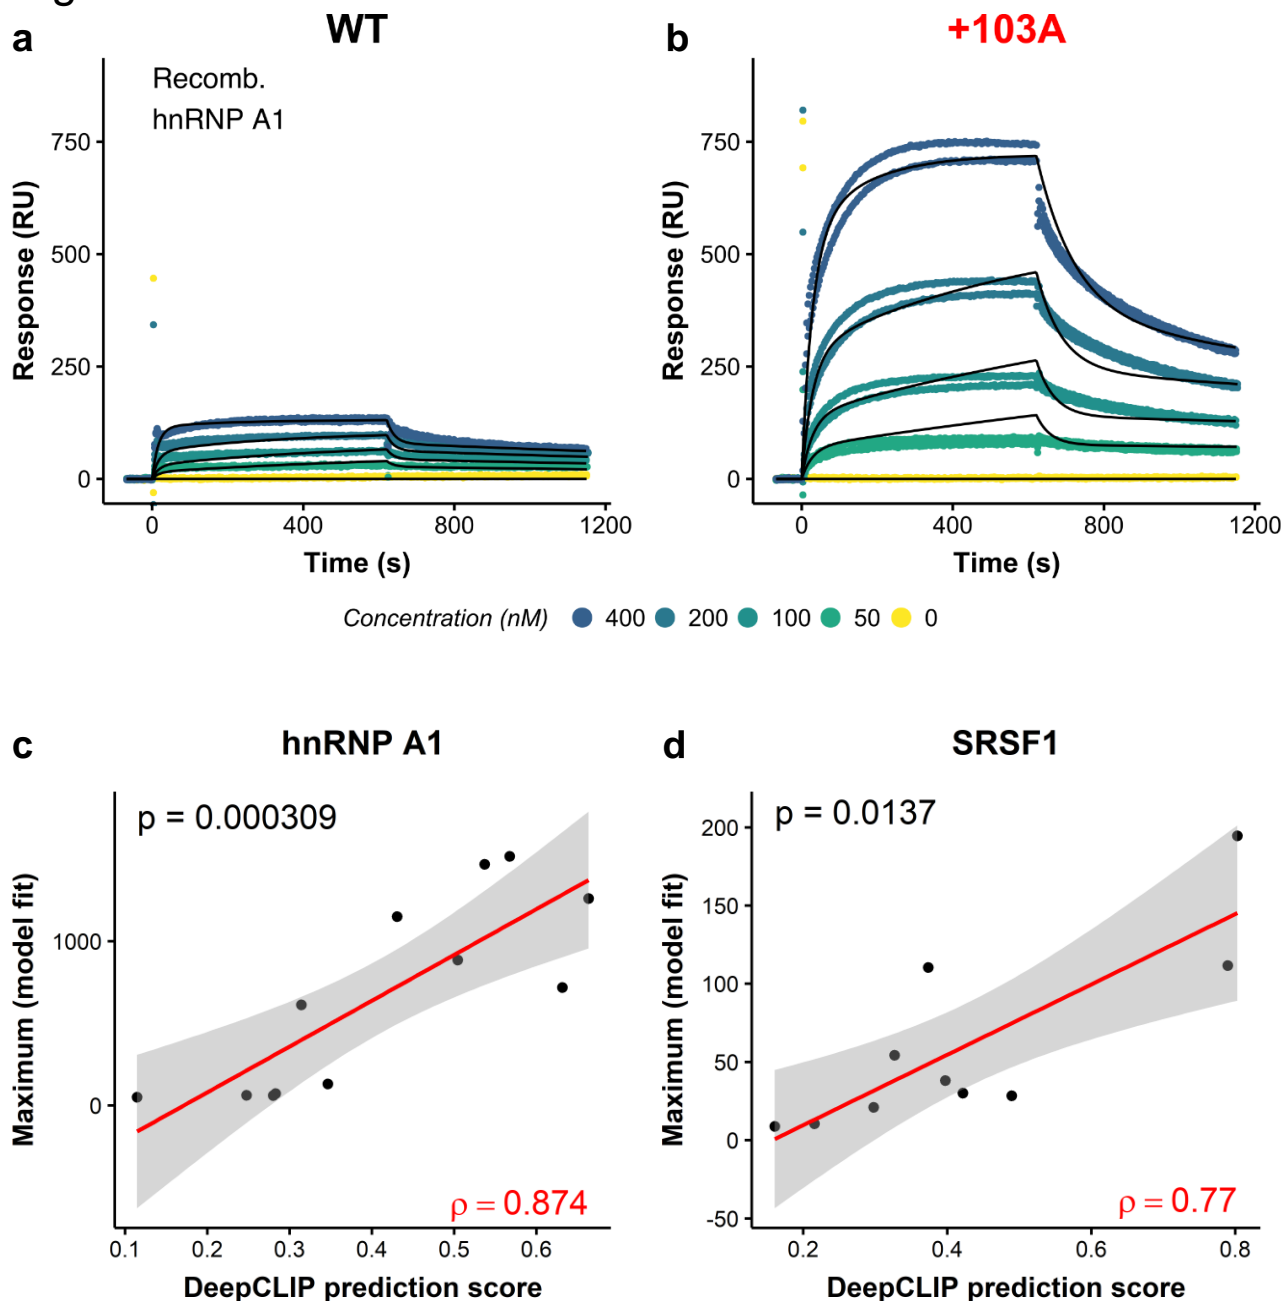 a
WT
b
+103A
Recomb.
hnRNP A1
Response (RU)
750
500
250
0
0
400
800
1200
Time (s)
Response (RU)
750
500
250
0
0
400
800
1200
Time (s)
Concentration (nM) 400 200 100 50 0
c
hnRNP A1
d
SRSF1
p = 0.000309
Maximum (model fit)
1000
0
ρ = 0.874
0.1
0.2
0.3
0.4
0.5
0.6
DeepCLIP prediction score
p = 0.0137
Maximum (model fit)
200
150
100
50
0
-50
ρ = 0.77
0.2
0.4
0.6
0.8
DeepCLIP prediction score